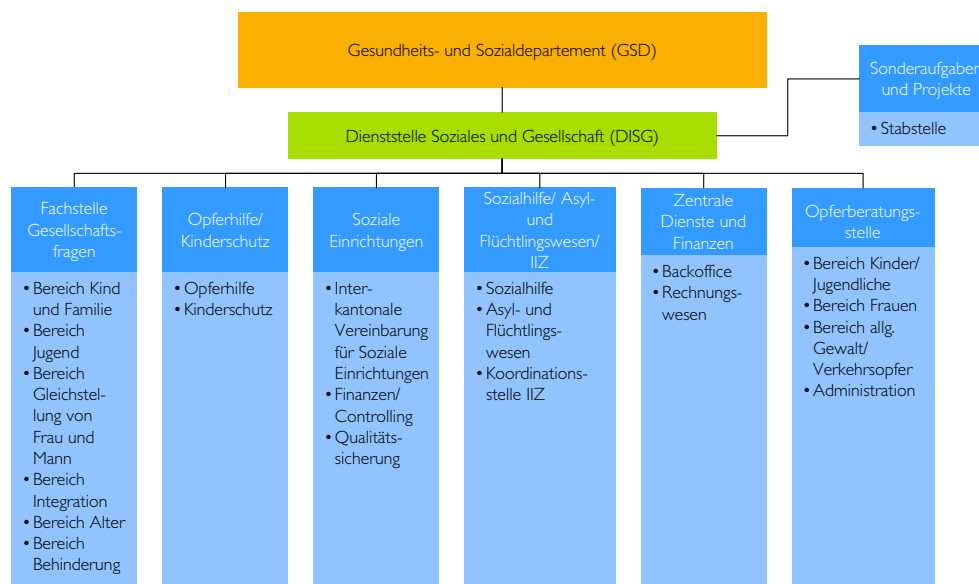 Gesundheits- und Sozialdepartement (GSD)
Sonderaufgaben
und Projekte
• Stabstelle
Dienststelle Soziales und Gesellschaft (DISG)
Fachstelle
Gesellschafts-
fragen
• Bereich Kind
und Familie
• Bereich
Jugend
• Bereich
Gleichstel-
lung von
Frau und
Mann
• Bereich
Integration
• Bereich Alter
• Bereich
Behinderung
Opferhilfe/
Kinderschutz
• Opferhilfe
• Kinderschutz
Soziale
Einrichtungen
• Inter-
kantonale
Vereinbarung
für Soziale
Einrichtungen
• Finanzen/
Controlling
• Qualitäts-
sicherung
Sozialhilfe/ Asyl-
und
Flüchtlingswesen/
IIZ
• Sozialhilfe
• Asyl- und
Flüchtlings-
wesen
• Koordinations-
stelle IIZ
Zentrale
Dienste und
Finanzen
• Backoffice
• Rechnungs-
wesen
Opferberatungs-
stelle
• Bereich Kinder/
Jugendliche
• Bereich Frauen
• Bereich allg.
Gewalt/
Verkehrsopfer
• Administration